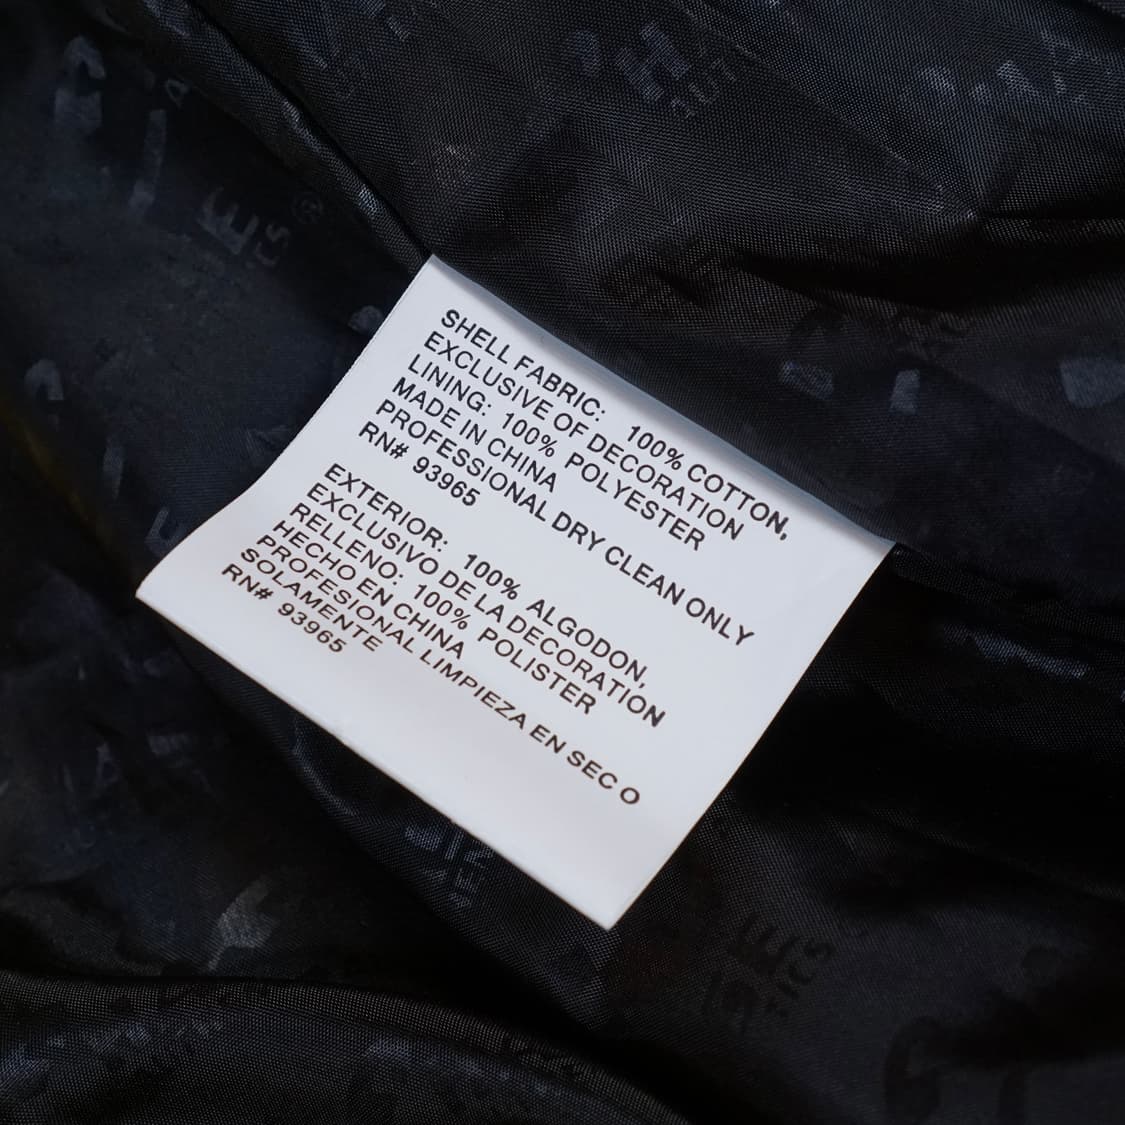 SHELL FABRIC: 100% COTTON,
EXCLUSIVE OF DECORATION
LINING: 100% POLYESTER
MADE IN CHINA
PROFESSIONAL DRY CLEAN ONLY
RN# 93965
EXTERIOR: 100% ALGODON,
EXCLUSIVO DE LA DECORATION
RELLENO: 100% POLISTER
HECHO EN CHINA
PROFESIONAL LIMPIEZA EN SEC O
SOLAMENTE
RN# 93965